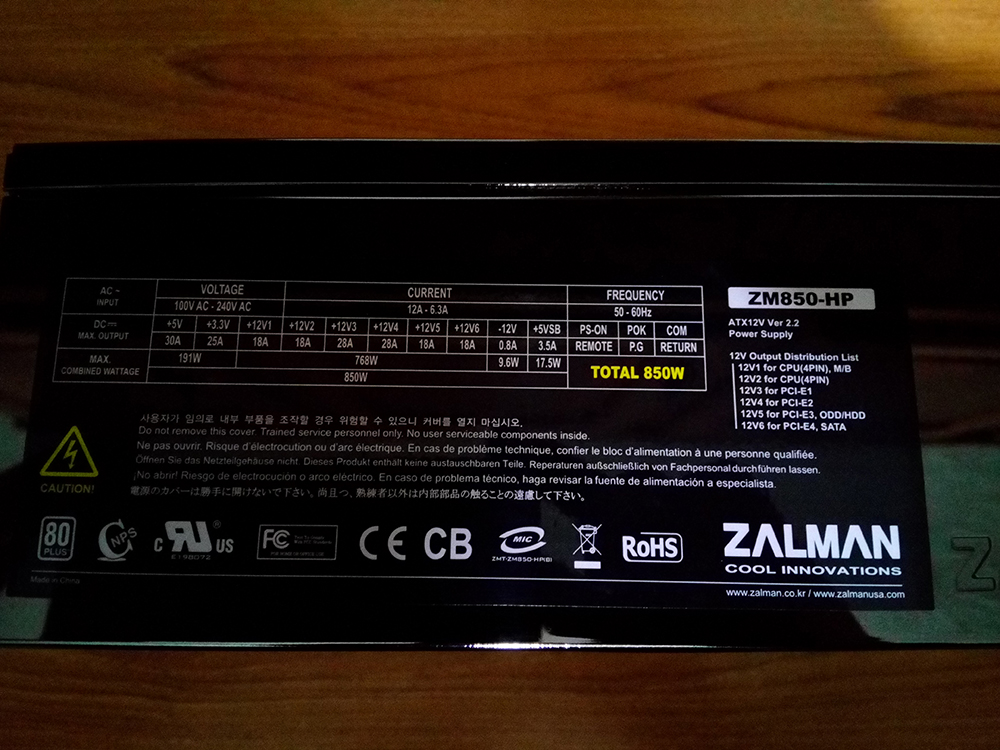 AC ~ INPUT
VOLTAGE CURRENT FREQUENCY
100V AC - 240V AC 12A - 6.3A 50 - 60Hz
DC MAX. OUTPUT
+5V +3.3V +12V1 +12V2 +12V3 +12V4 +12V5 +12V6 -12V +5VSB PS-ON POK COM
30A 25A 18A 18A 28A 28A 18A 18A 0.8A 3.5A REMOTE P.G RETURN
MAX. COMBINED WATTAGE
191W 768W 9.6W 17.5W
850W
TOTAL 850W
ZM850-HP
ATX12V Ver 2.2
Power Supply
12V Output Distribution List
12V1 for CPU(4PIN), M/B
12V2 for CPU(4PIN)
12V3 for PCI-E1
12V4 for PCI-E2
12V5 for PCI-E3, ODD/HDD
12V6 for PCI-E4, SATA
사용자가 임의로 내부 부품을 조작할 경우 위험할 수 있으니 커버를 열지 마십시오.
Do not remove this cover. Trained service personnel only. No user serviceable components inside.
Ne pas ouvrir. Risque d'électrocution ou d'arc électrique. En cas de problème technique, confier le bloc d'alimentation à une personne qualifiée.
Öffnen Sie das Netzteilgehäuse nicht. Dieses Produkt enthält keine austauschbaren Teile. Reperaturen außschließlich von Fachpersonal durchführen lassen.
¡No abrir! Riesgo de electrocución o arco eléctrico. En caso de problema técnico, haga revisar la fuente de alimentación a especialista.
電源のカバーは勝手に開けないで下さい。尚且つ、熟練者以外は内部部品の触ることの遠慮して下さい。
CAUTION!
80 PLUS
NPS
c RU US ®
E198072
FC
CE
CB
MIC
ZMT-ZM850-HP(B)
RoHS
ZALMAN
COOL INNOVATIONS
www.zalman.co.kr / www.zalmanusa.com
Made in China
Z